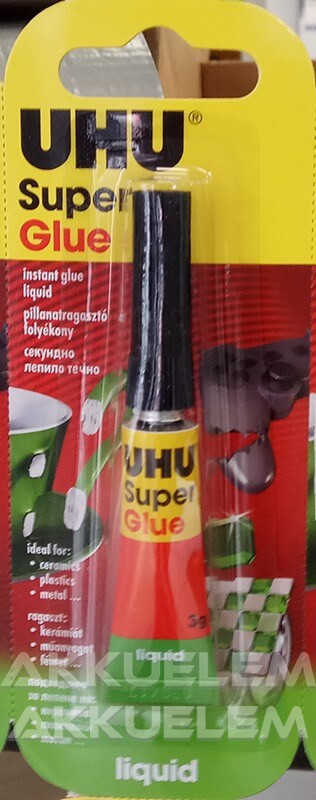 UHU®
Super
Glue
instant glue
liquid
pillanatragasztó
folyékony
секундно
лепило течно
UHU
Super
Glue
3g
liquid
ideal for:
• ceramics
• plastics
• metal ...
ragaszt:
• kerámiát
• műanyagot
• fémet ...
AKKUELEM
AKKUELEM
liquid